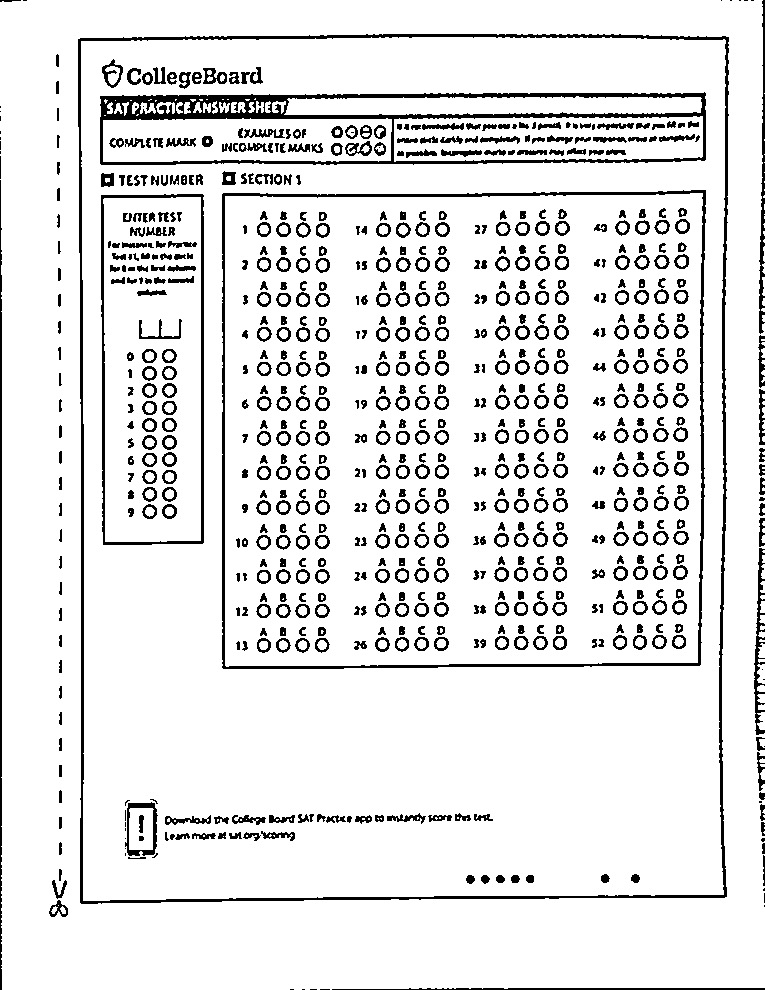 CollegeBoard
SAT PRACTICE ANSWER SHEET
COMPLETE MARK
EXAMPLES OF
INCOMPLETE MARKS
It is recommended that you use a No. 2 pencil. It is very important that you fill in the
entire circle darkly and completely. If you change your response, erase as completely
as possible. Incomplete marks or erasures may affect your score.
TEST NUMBER
SECTION 1
ENTER TEST
NUMBER
For instance, for Practice
Test #1, fill in the circle
for 0 in the first column
and for 1 in the second
column.
0
1
2
3
4
5
6
7
8
9
A B C D A B C D A B C D A B C D
1 14 27 40
A B C D A B C D A B C D A B C D
2 15 28 41
A B C D A B C D A B C D A B C D
3 16 29 42
A B C D A B C D A B C D A B C D
4 17 30 43
A B C D A B C D A B C D A B C D
5 18 31 44
A B C D A B C D A B C D A B C D
6 19 32 45
A B C D A B C D A B C D A B C D
7 20 33 46
A B C D A B C D A B C D A B C D
8 21 34 47
A B C D A B C D A B C D A B C D
9 22 35 48
A B C D A B C D A B C D A B C D
10 23 36 49
A B C D A B C D A B C D A B C D
11 24 37 50
A B C D A B C D A B C D A B C D
12 25 38 51
A B C D A B C D A B C D A B C D
13 26 39 52
Download the College Board SAT Practice app to instantly score this test.
Learn more at sat.org/scoring